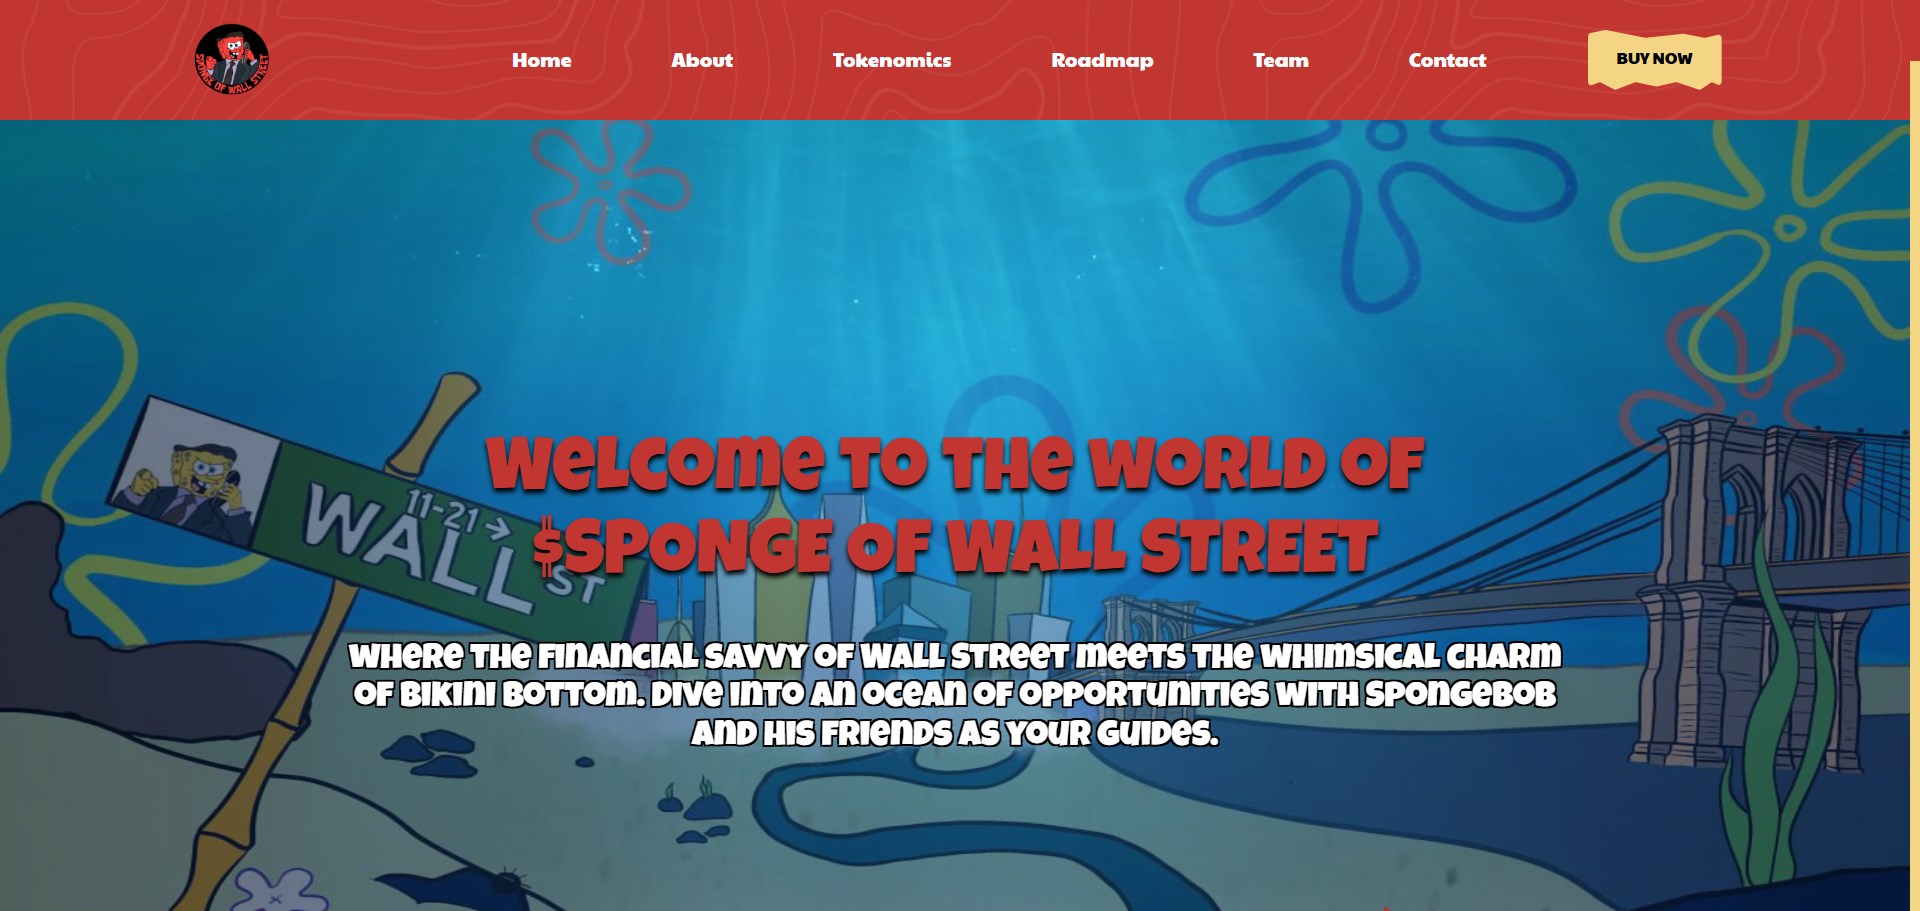 SPONGE OF WALL STREET
Home
About
Tokenomics
Roadmap
Team
Contact
BUY NOW
11-21 →
WALL ST
Welcome to the World of
$SPONGE OF WALL STREET
Where the financial savvy of Wall Street meets the whimsical charm
of Bikini Bottom. Dive into an ocean of opportunities with SpongeBob
and his friends as your guides.